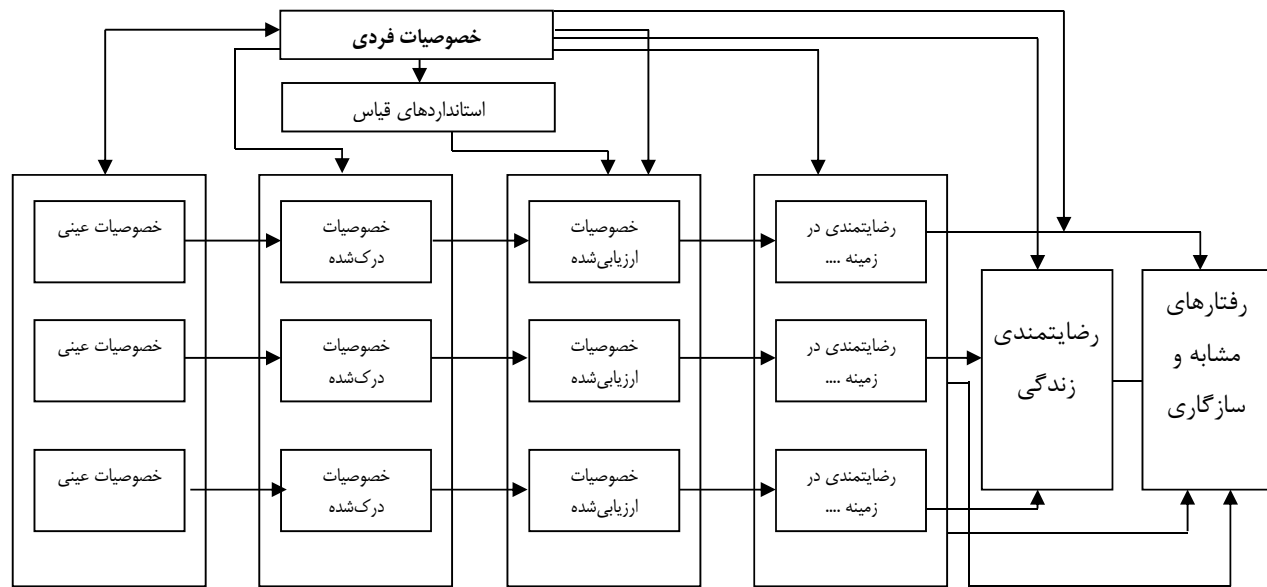 خصوصیات فردی
استانداردهای قیاس
خصوصیات عینی
خصوصیات
درک‌شده
خصوصیات
ارزیابی‌شده
رضایتمندی در
زمینه ....
خصوصیات عینی
خصوصیات
درک‌شده
خصوصیات
ارزیابی‌شده
رضایتمندی در
زمینه ....
خصوصیات عینی
خصوصیات
درک‌شده
خصوصیات
ارزیابی‌شده
رضایتمندی در
زمینه ....
رضایتمندی
زندگی
رفتارهای
مشابه و
سازگاری